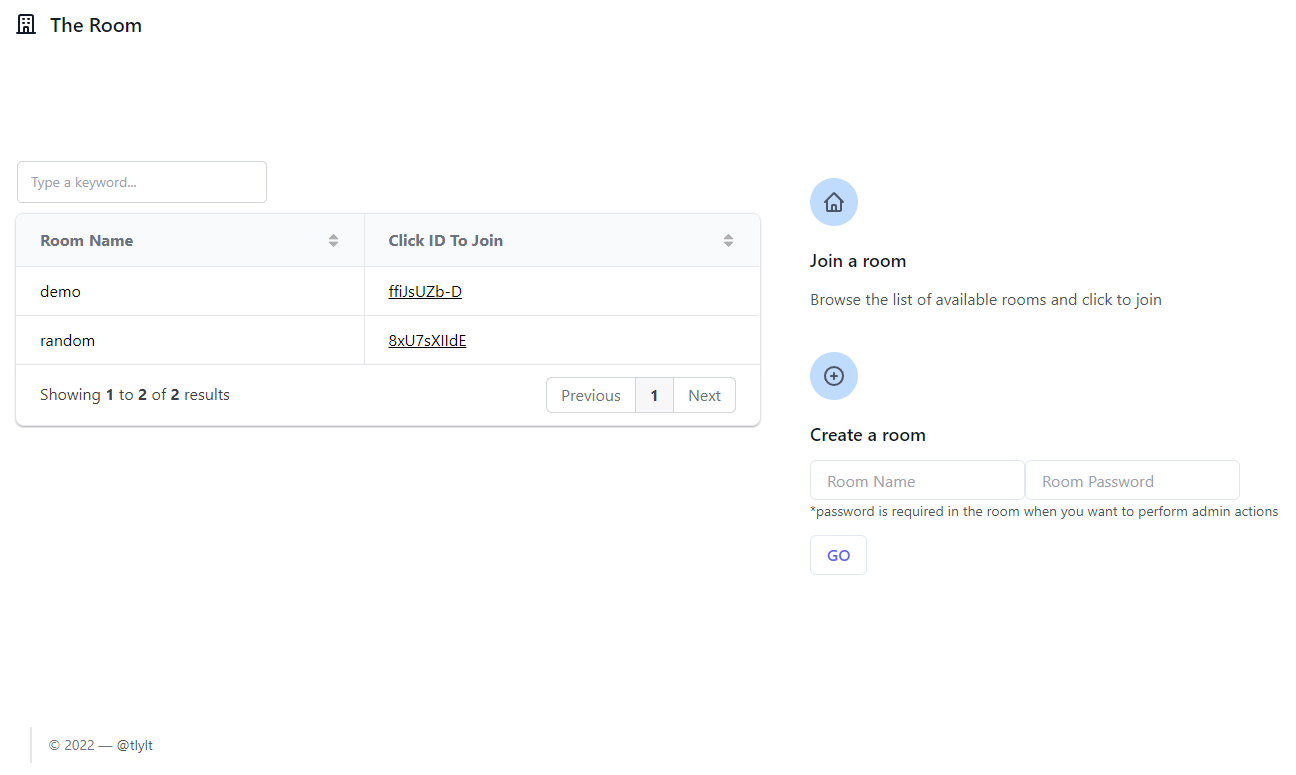 The Room
Type a keyword...
Room Name Click ID To Join
demo ffiJsUZb-D
random 8xU7sXIIdE
Showing 1 to 2 of 2 results Previous 1 Next
Join a room
Browse the list of available rooms and click to join
Create a room
Room Name Room Password
*password is required in the room when you want to perform admin actions
GO
© 2022 — @tlylt